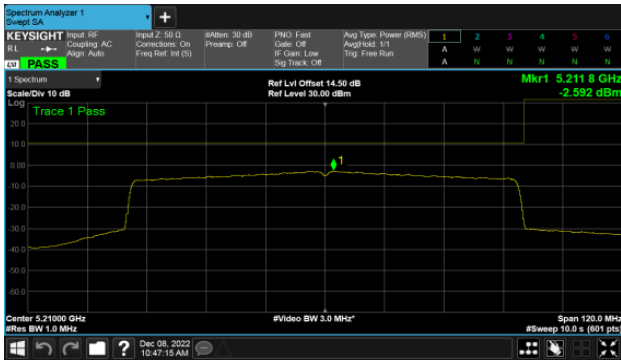 Spectrum Analyzer 1
Swept SA
+
KEYSIGHT Input: RF Input Z: 50 Ω #Atten: 30 dB PNO: Fast Avg Type: Power (RMS) 1 2 3 4 5 6
RL Coupling: AC Corrections: On Preamp: Off Gate: Off Avg|Hold: 1/1 A W W W W W
Align: Auto Freq Ref: Int (S) IF Gain: Low Trig: Free Run
LXI PASS Sig Track: Off A N N N N N
1 Spectrum Ref Lvl Offset 14.50 dB Mkr1 5.211 8 GHz
Scale/Div 10 dB Ref Level 30.00 dBm -2.592 dBm
Log Trace 1 Pass
20.0
10.0
1
0.00
-10.0
-20.0
-30.0
-40.0
-50.0
-60.0
Center 5.21000 GHz #Video BW 3.0 MHz* Span 120.0 MHz
#Res BW 1.0 MHz #Sweep 10.0 s (601 pts)
? Dec 08, 2022
10:47:15 AM